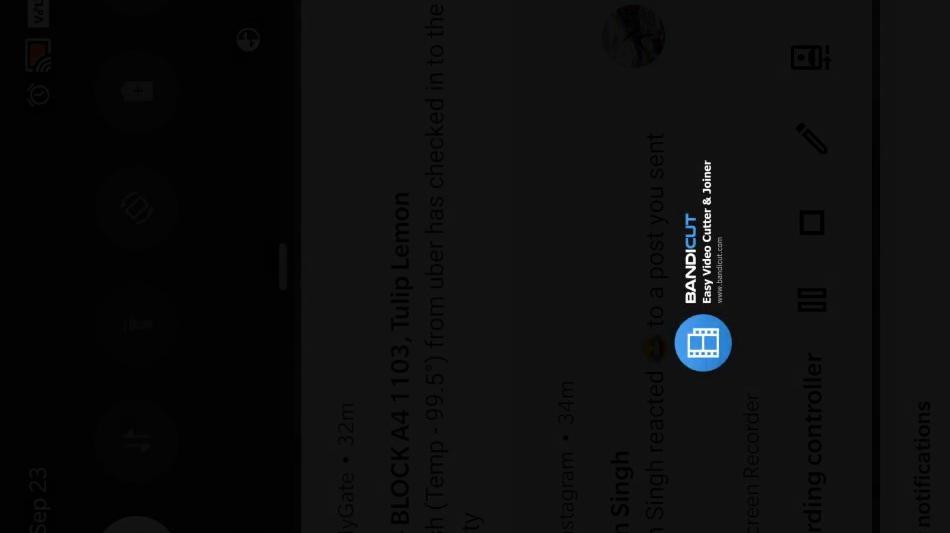 Sep 23
yGate • 32m
BLOCK A4 1103, Tulip Lemon
h (Temp - 99.5°) from uber has checked in to the
ty
stagram • 34m
n Singh
n Singh reacted 😂 to a post you sent
BANDICUT
Easy Video Cutter & Joiner
www.bandicut.com
creen Recorder
rding controller
notifications